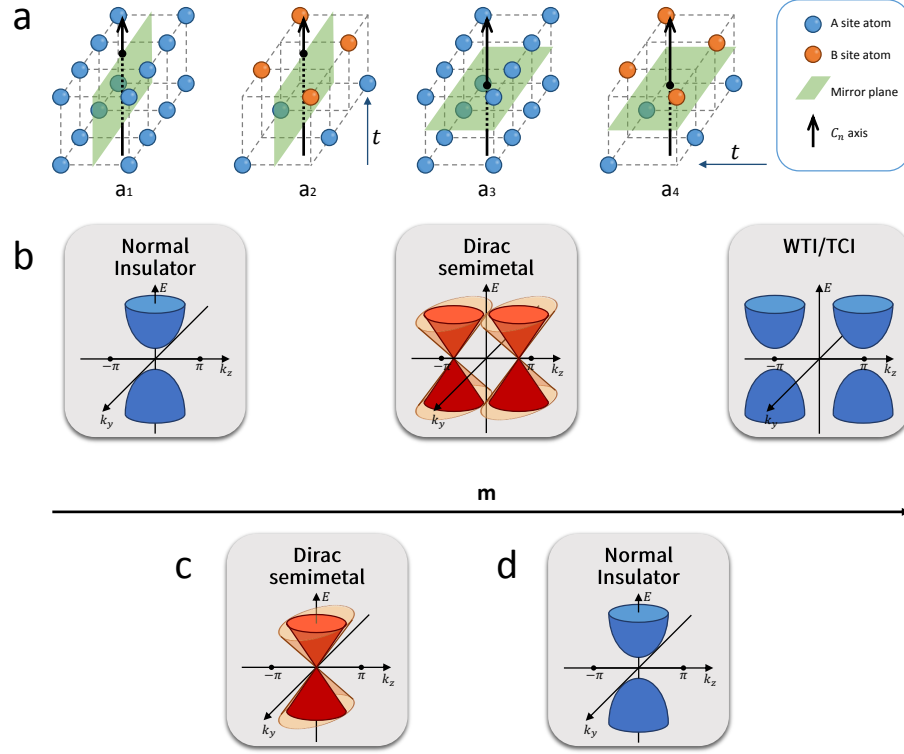 a
A site atom
B site atom
Mirror plane
C_n axis
t
t
a₁
a₂
a₃
a₄
b
Normal
Insulator
E
−π
π
k_z
k_y
Dirac
semimetal
E
−π
π
k_z
k_y
WTI/TCI
E
−π
π
k_z
k_y
m
c
Dirac
semimetal
E
−π
π
k_z
k_y
d
Normal
Insulator
E
−π
π
k_z
k_y